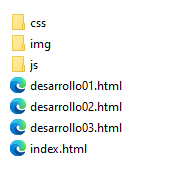 css
img
js
desarrollo01.html
desarrollo02.html
desarrollo03.html
index.html